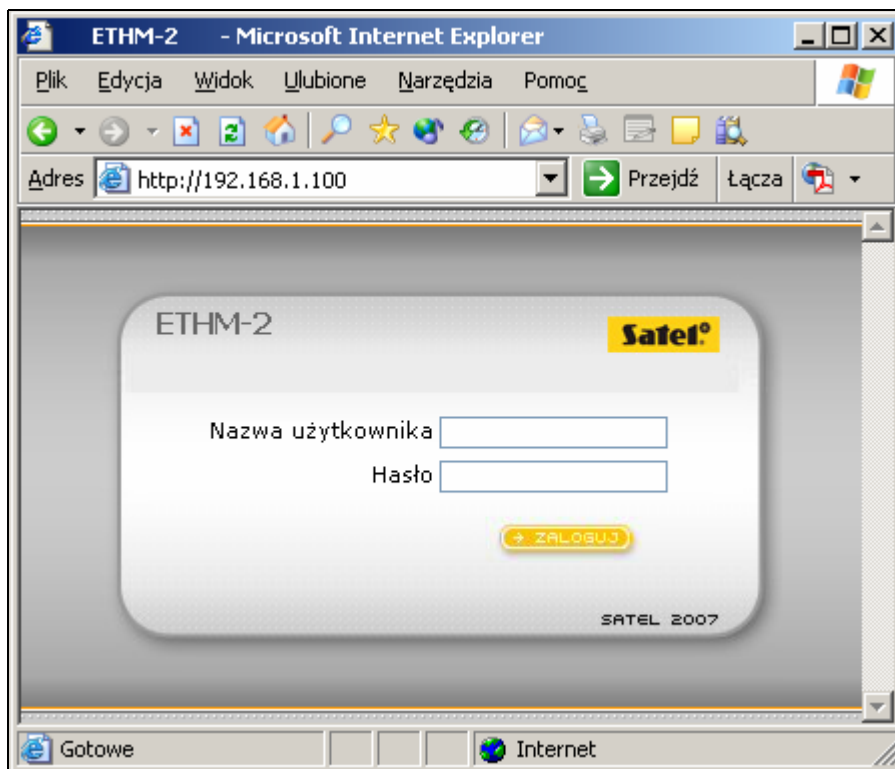 ETHM-2 - Microsoft Internet Explorer
Plik Edycja Widok Ulubione Narzędzia Pomoc
Adres http://192.168.1.100 Przejdź Łącza
ETHM-2
Satel
Nazwa użytkownika
Hasło
ZALOGUJ
SATEL 2007
Gotowe Internet